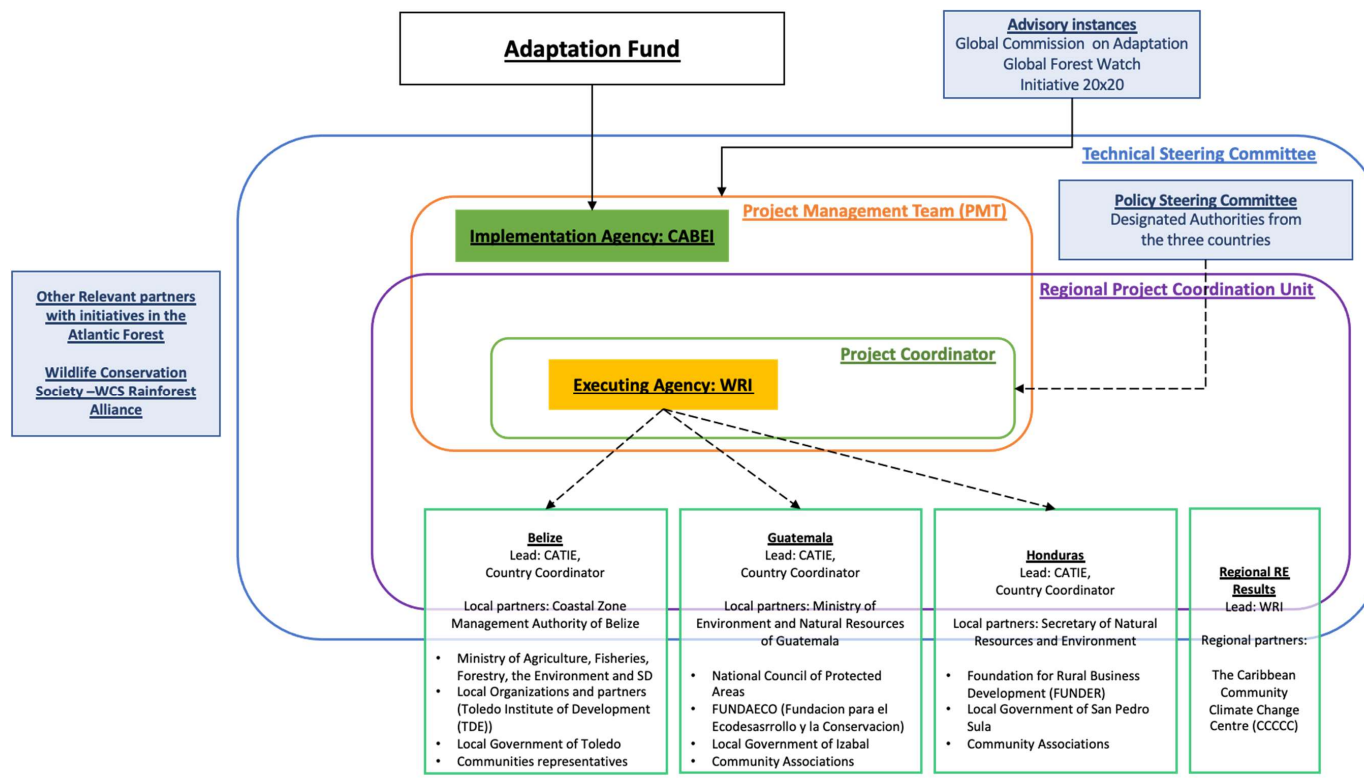 Adaptation Fund
Advisory instances
Global Commission on Adaptation
Global Forest Watch
Initiative 20x20
Technical Steering Committee
Policy Steering Committee
Designated Authorities from
the three countries
Project Management Team (PMT)
Implementation Agency: CABEI
Regional Project Coordination Unit
Other Relevant partners
with initiatives in the
Atlantic Forest
Wildlife Conservation
Society –WCS Rainforest
Alliance
Project Coordinator
Executing Agency: WRI
Belize
Lead: CATIE,
Country Coordinator
Local partners: Coastal Zone
Management Authority of Belize
• Ministry of Agriculture, Fisheries,
Forestry, the Environment and SD
• Local Organizations and partners
(Toledo Institute of Development
(TDE))
• Local Government of Toledo
• Communities representatives
Guatemala
Lead: CATIE,
Country Coordinator
Local partners: Ministry of
Environment and Natural Resources
of Guatemala
• National Council of Protected
Areas
• FUNDAECO (Fundacion para el
Ecodesasrrollo y la Conservacion)
• Local Government of Izabal
• Community Associations
Honduras
Lead: CATIE,
Country Coordinator
Local partners: Secretary of Natural
Resources and Environment
• Foundation for Rural Business
Development (FUNDER)
• Local Government of San Pedro
Sula
• Community Associations
Regional RE
Results
Lead: WRI
Regional partners:
The Caribbean
Community
Climate Change
Centre (CCCCC)